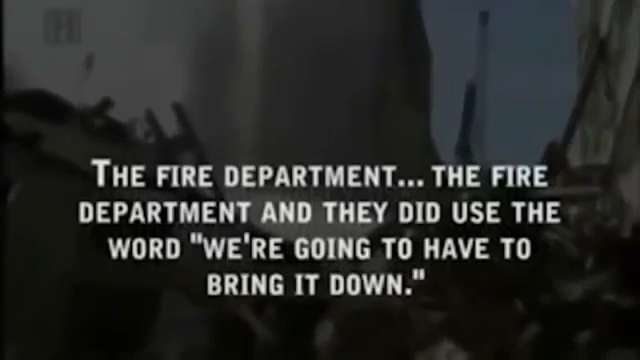 H
THE FIRE DEPARTMENT... THE FIRE
DEPARTMENT AND THEY DID USE THE
WORD "WE'RE GOING TO HAVE TO
BRING IT DOWN."